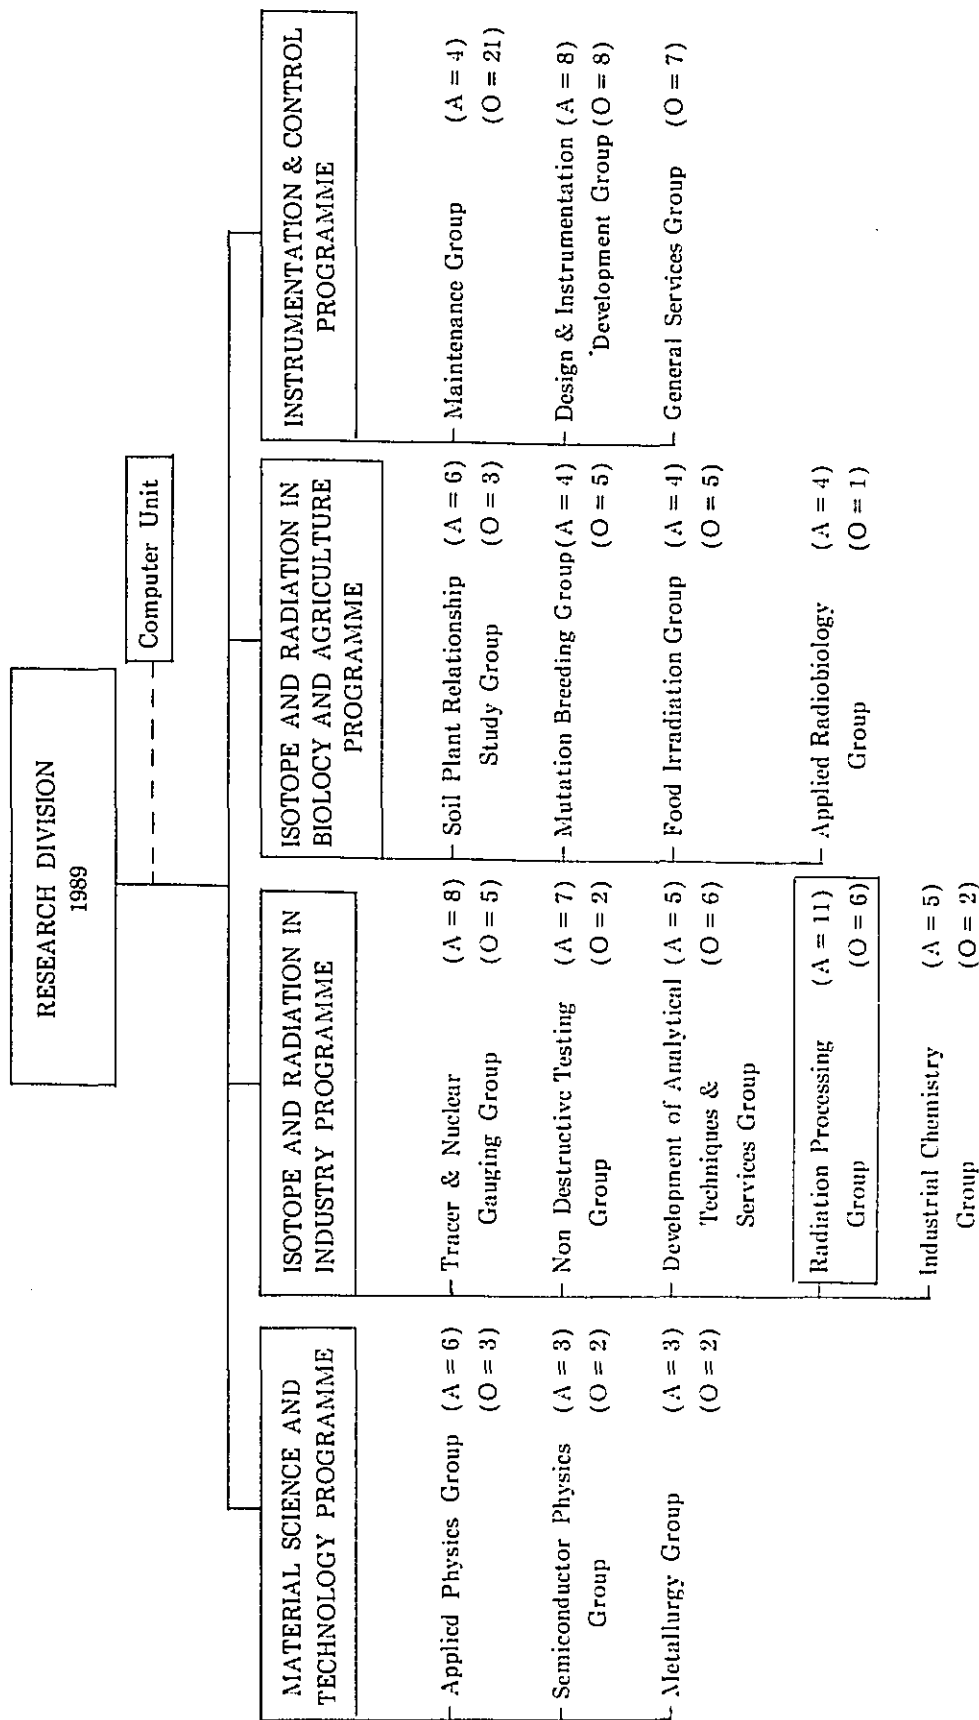 RESEARCH DIVISION
1989
Computer Unit
MATERIAL SCIENCE AND
TECHNOLOGY PROGRAMME
Applied Physics Group (A = 6)
(O = 3)
Semiconductor Physics (A = 3)
Group (O = 2)
Metallurgy Group (A = 3)
(O = 2)
ISOTOPE AND RADIATION IN
INDUSTRY PROGRAMME
Tracer & Nuclear (A = 8)
Gauging Group (O = 5)
Non Destructive Testing (A = 7)
Group (O = 2)
Development of Analytical (A = 5)
Techniques & (O = 6)
Services Group
Radiation Processing (A = 11)
Group (O = 6)
Industrial Chemistry (A = 5)
Group (O = 2)
ISOTOPE AND RADIATION IN
BIOLOCY AND AGRICULTURE
PROGRAMME
Soil Plant Relationship (A = 6)
Study Group (O = 3)
Mutation Breeding Group (A = 4)
(O = 5)
Food Irradiation Group (A = 4)
(O = 5)
Applied Radiobiology (A = 4)
Group (O = 1)
INSTRUMENTATION & CONTROL
PROGRAMME
Maintenance Group (A = 4)
(O = 21)
Design & Instrumentation (A = 8)
Development Group (O = 8)
General Services Group (O = 7)